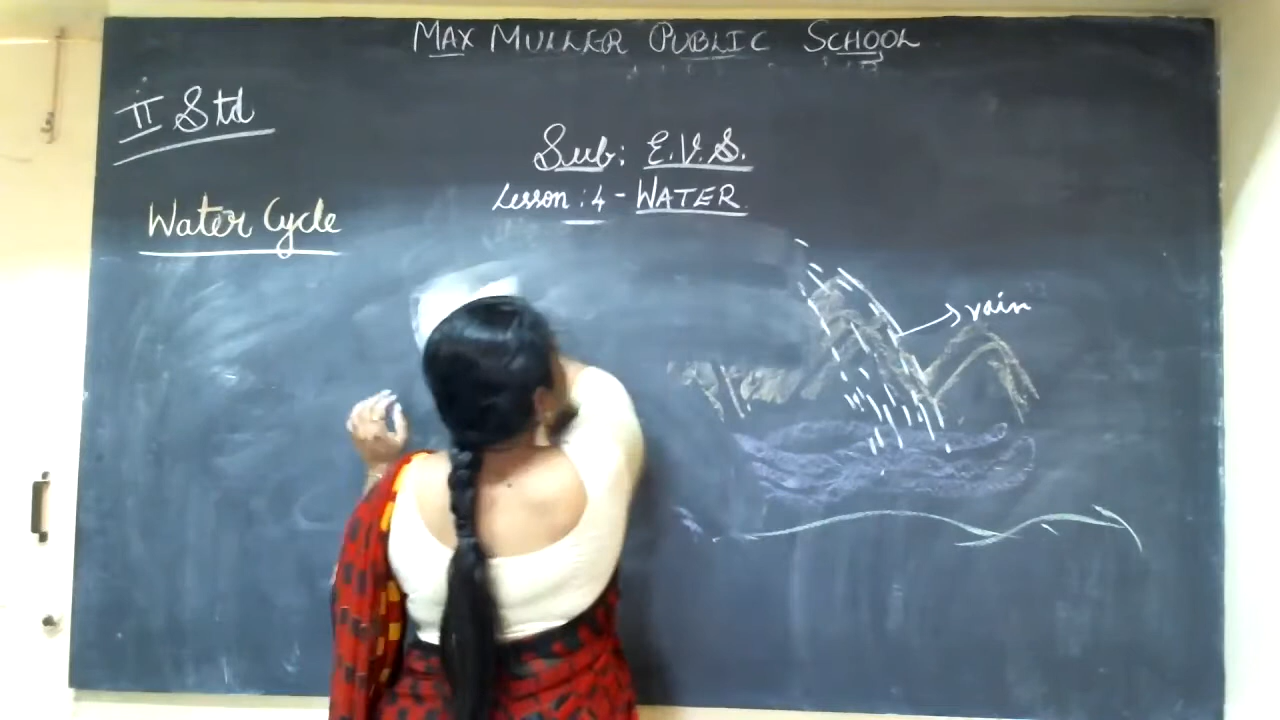 MAX MULLER PUBLIC SCHOOL
II Std
Sub: E.V.S.
Lesson : 4 - WATER
Water Cycle
rain